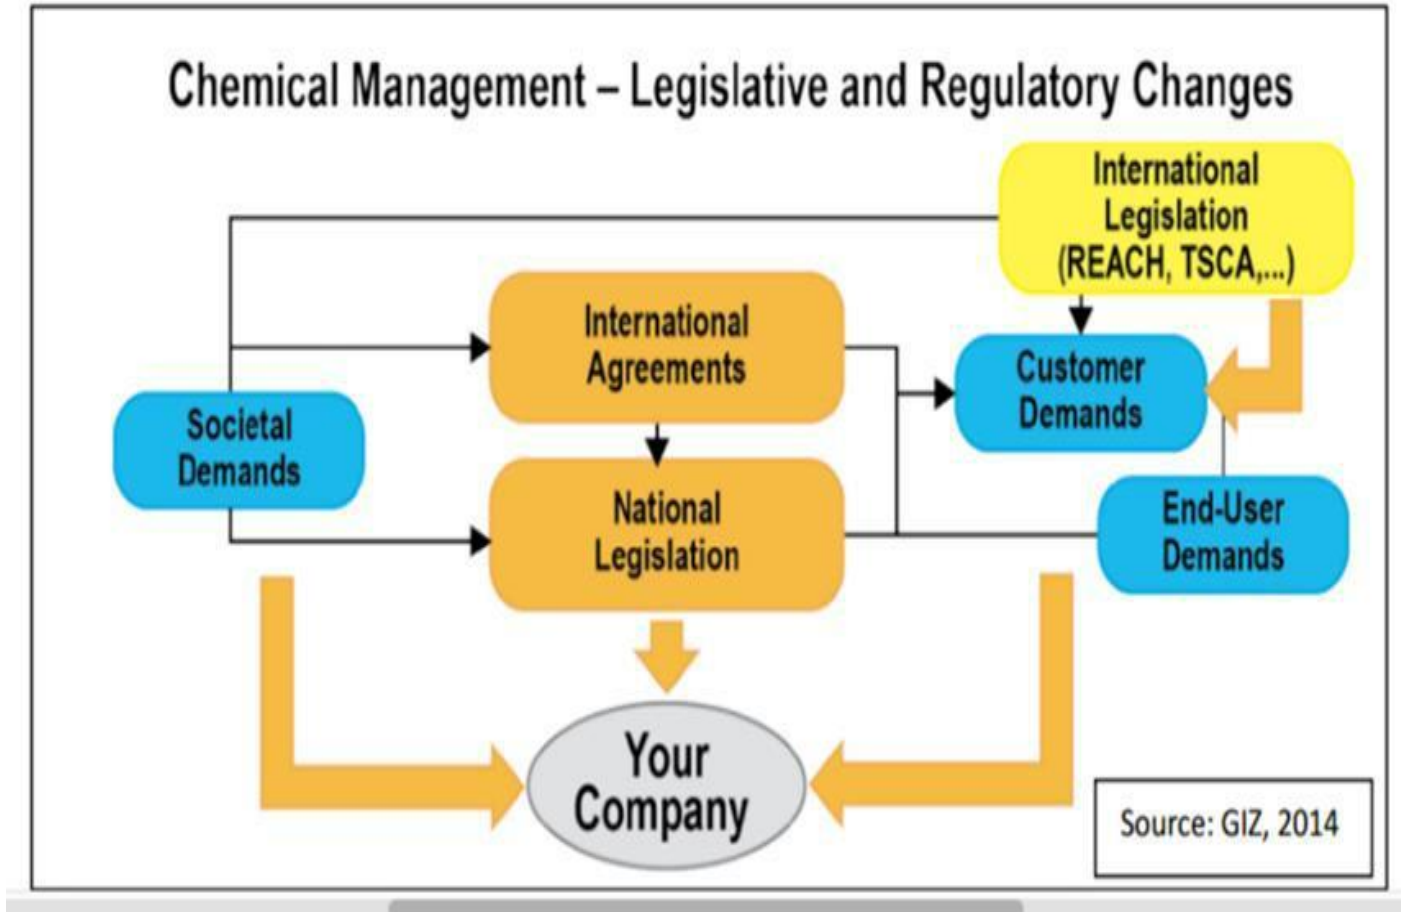 Chemical Management – Legislative and Regulatory Changes
International
Legislation
(REACH, TSCA,...)
International
Agreements
Customer
Demands
Societal
Demands
National
Legislation
End-User
Demands
Your
Company
Source: GIZ, 2014